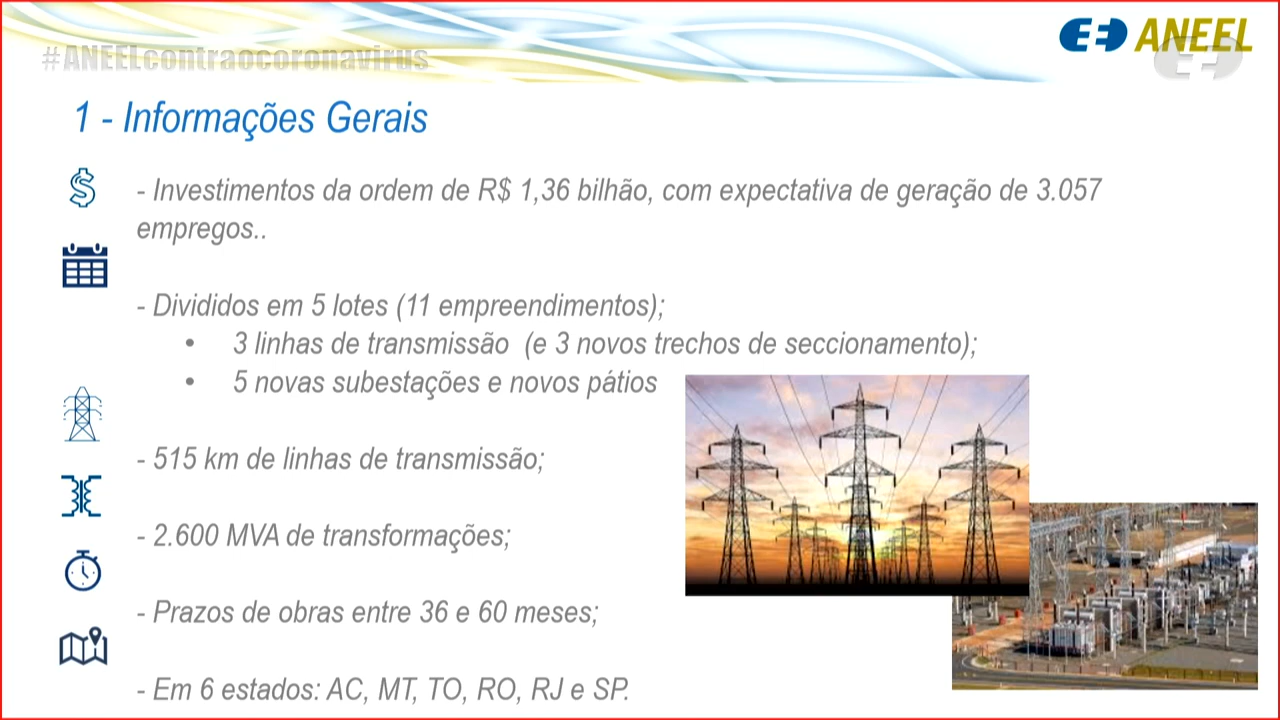 #ANEELcontraocoronavirus
ANEEL
1 - Informações Gerais
- Investimentos da ordem de R$ 1,36 bilhão, com expectativa de geração de 3.057
empregos..
- Divididos em 5 lotes (11 empreendimentos);
• 3 linhas de transmissão (e 3 novos trechos de seccionamento);
• 5 novas subestações e novos pátios
- 515 km de linhas de transmissão;
- 2.600 MVA de transformações;
- Prazos de obras entre 36 e 60 meses;
- Em 6 estados: AC, MT, TO, RO, RJ e SP.